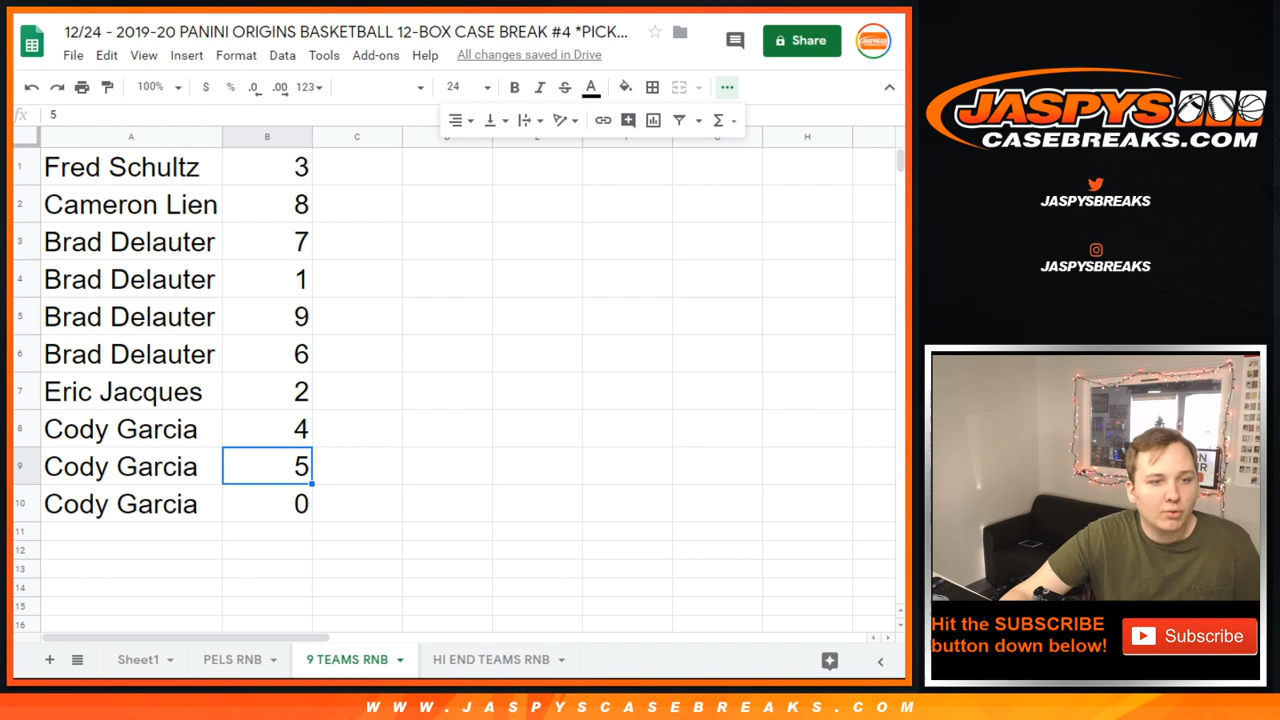 12/24 - 2019-20 PANINI ORIGINS BASKETBALL 12-BOX CASE BREAK #4 *PICK...
Share
File Edit View Insert Format Data Tools Add-ons Help All changes saved in Drive
100% $ % .0 .00 123 24 B I S A
fx 5
A B C H
1 Fred Schultz 3
2 Cameron Lien 8
3 Brad Delauter 7
4 Brad Delauter 1
5 Brad Delauter 9
6 Brad Delauter 6
7 Eric Jacques 2
8 Cody Garcia 4
9 Cody Garcia 5
10 Cody Garcia 0
11
12
13
14
15
16
Sheet1 PELS RNB 9 TEAMS RNB HI END TEAMS RNB
JASPYS
CASEBREAKS.COM
JASPYSBREAKS
JASPYSBREAKS
Hit the SUBSCRIBE
button down below!
Subscribe
WWW.JASPYSCASEBREAKS.COM